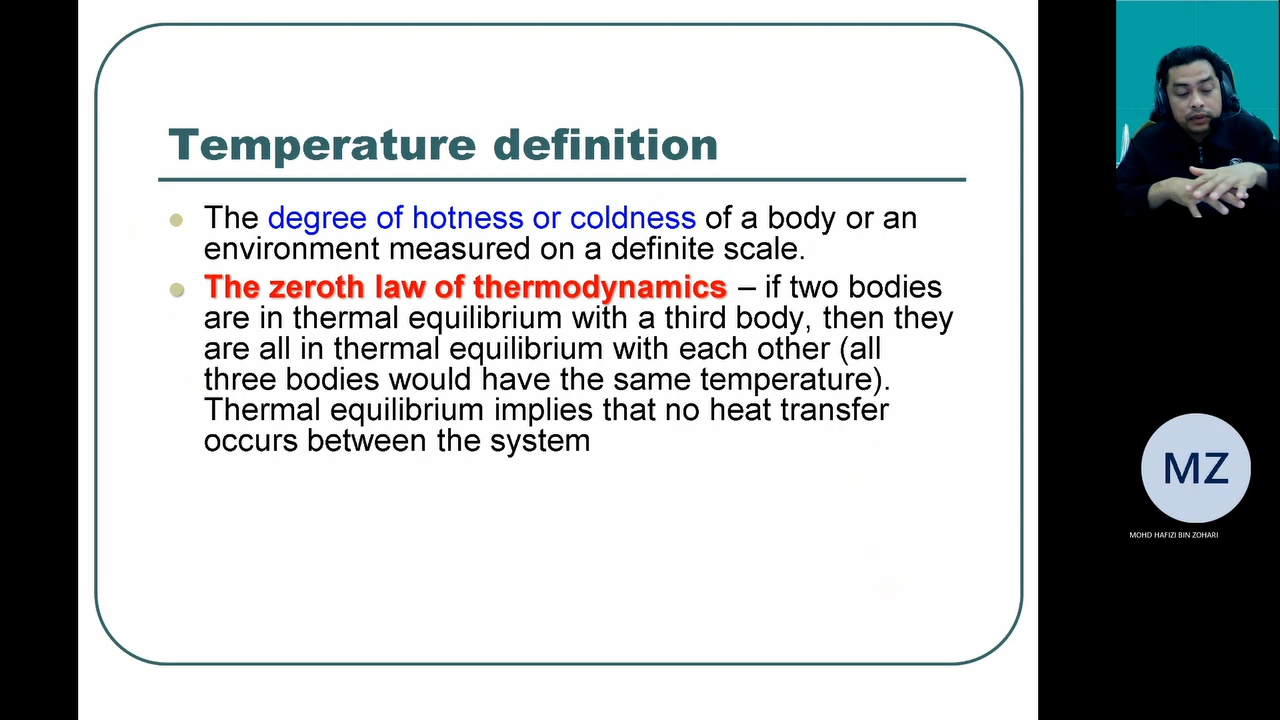 Temperature definition
The degree of hotness or coldness of a body or an
environment measured on a definite scale.
The zeroth law of thermodynamics – if two bodies
are in thermal equilibrium with a third body, then they
are all in thermal equilibrium with each other (all
three bodies would have the same temperature).
Thermal equilibrium implies that no heat transfer
occurs between the system
MZ
MOHD HAFIZI BIN ZOHARI